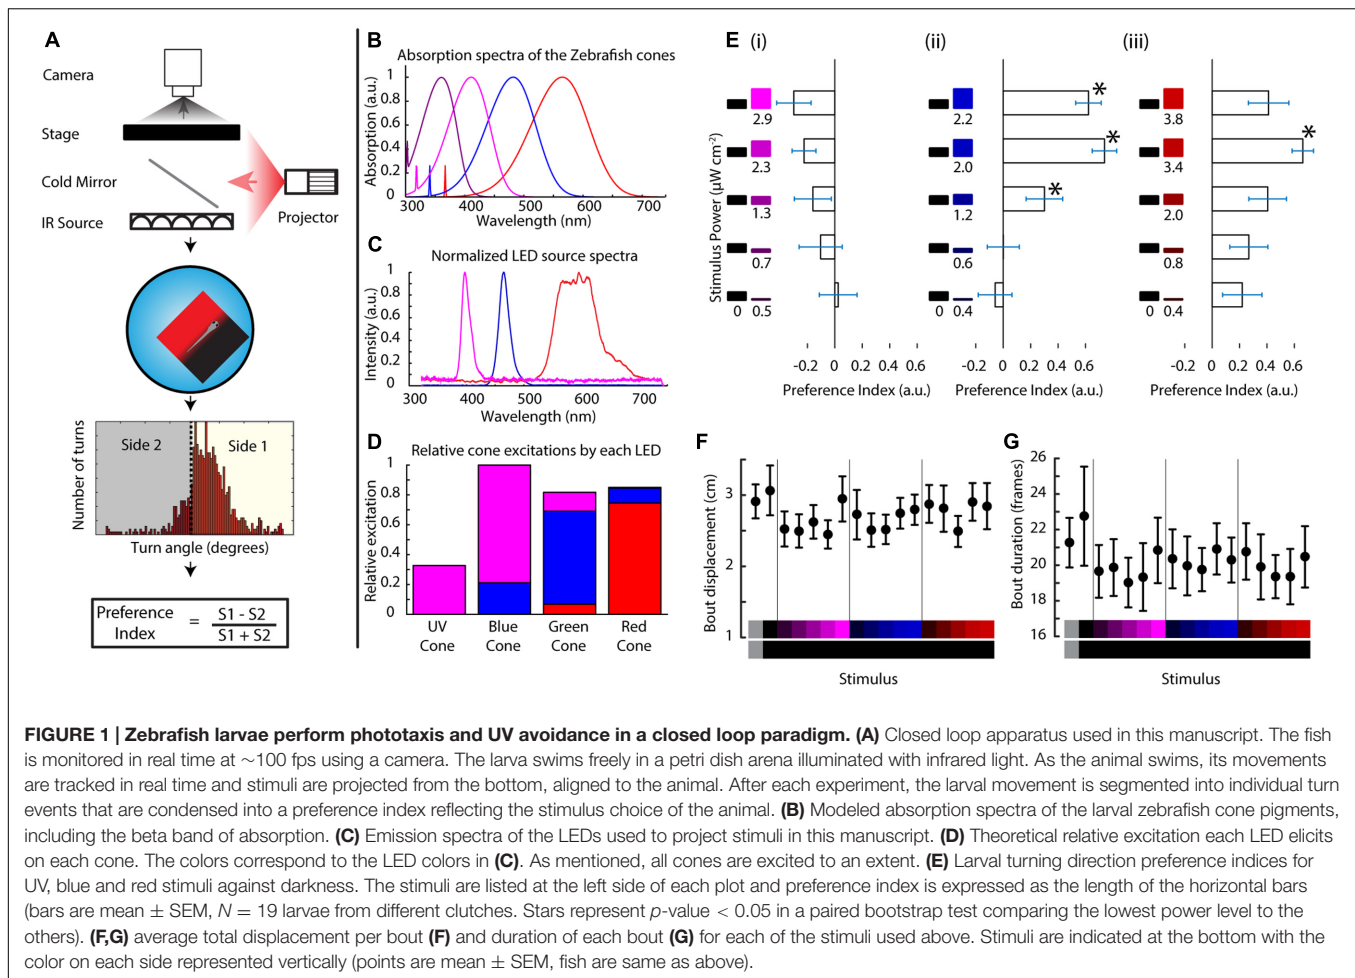 A
Camera
Stage
Cold Mirror
IR Source
Projector
Number of turns
Side 2
Side 1
Turn angle (degrees)
Preference
Index
=
S1 - S2
S1 + S2
B
Absorption spectra of the Zebrafish cones
Absorption (a.u.)
1
0.8
0.6
0.4
0.2
0
300 400 500 600 700
Wavelength (nm)
C
Normalized LED source spectra
Intensity (a.u.)
1
0.8
0.6
0.4
0.2
0
300 400 500 600 700
Wavelength (nm)
D
Relative cone excitations by each LED
Relative excitation
1
0.8
0.6
0.4
0.2
0
UV Blue Green Red
Cone Cone Cone Cone
E (i) (ii) (iii)
Stimulus Power (µW cm-2)
2.9
2.3
1.3
0.7
0 0.5
-0.2 0 0.2 0.6
Preference Index (a.u.)
*
2.2
*
2.0
*
1.2
0.6
0 0.4
-0.2 0 0.2 0.6
Preference Index (a.u.)
3.8
*
3.4
2.0
0.8
0 0.4
-0.2 0 0.2 0.6
Preference Index (a.u.)
F
Bout displacement (cm)
3
2
1
Stimulus
G
Bout duration (frames)
26
24
22
20
18
16
Stimulus
FIGURE 1 | Zebrafish larvae perform phototaxis and UV avoidance in a closed loop paradigm. (A) Closed loop apparatus used in this manuscript. The fish
is monitored in real time at ~100 fps using a camera. The larva swims freely in a petri dish arena illuminated with infrared light. As the animal swims, its movements
are tracked in real time and stimuli are projected from the bottom, aligned to the animal. After each experiment, the larval movement is segmented into individual turn
events that are condensed into a preference index reflecting the stimulus choice of the animal. (B) Modeled absorption spectra of the larval zebrafish cone pigments,
including the beta band of absorption. (C) Emission spectra of the LEDs used to project stimuli in this manuscript. (D) Theoretical relative excitation each LED elicits
on each cone. The colors correspond to the LED colors in (C). As mentioned, all cones are excited to an extent. (E) Larval turning direction preference indices for
UV, blue and red stimuli against darkness. The stimuli are listed at the left side of each plot and preference index is expressed as the length of the horizontal bars
(bars are mean ± SEM, N = 19 larvae from different clutches. Stars represent p-value < 0.05 in a paired bootstrap test comparing the lowest power level to the
others). (F,G) average total displacement per bout (F) and duration of each bout (G) for each of the stimuli used above. Stimuli are indicated at the bottom with the
color on each side represented vertically (points are mean ± SEM, fish are same as above).